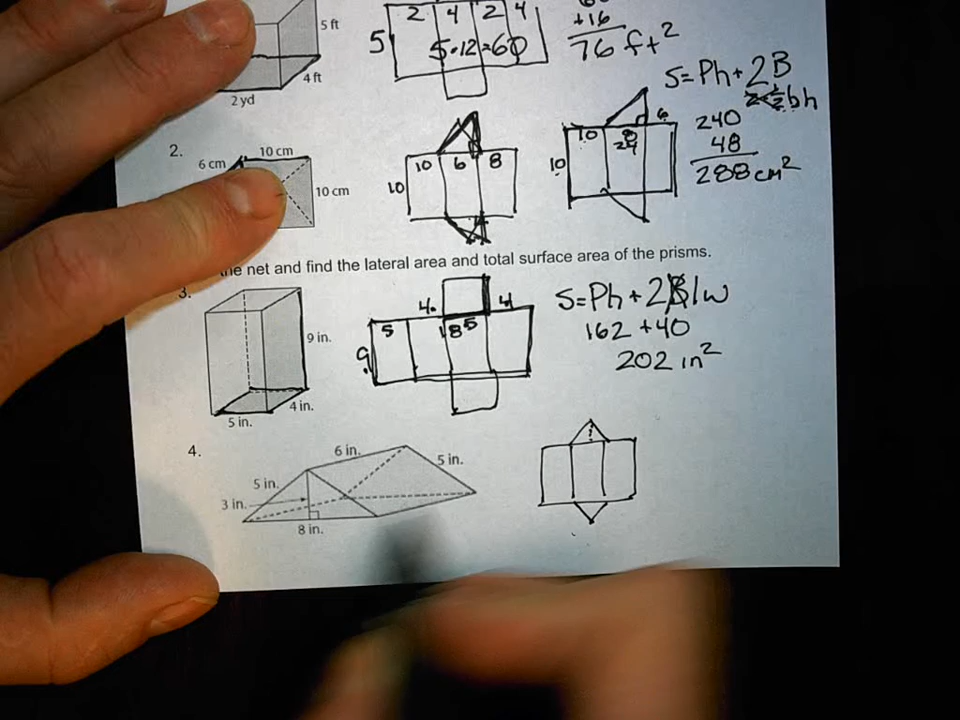 5 ft
4 ft
2 yd
2 4 2 4
5
5·12=60
+16
76 ft²
S=Ph+2B
bh
2.
10 cm
6 cm
10 cm
10 6 8
10
10 8 6
24
10
240
48
288cm²
the net and find the lateral area and total surface area of the prisms.
3.
9 in.
4 in.
5 in.
4 4
5 5
9
S=Ph+2lw
162+40
202 in²
4.
6 in.
5 in.
5 in.
3 in.
8 in.